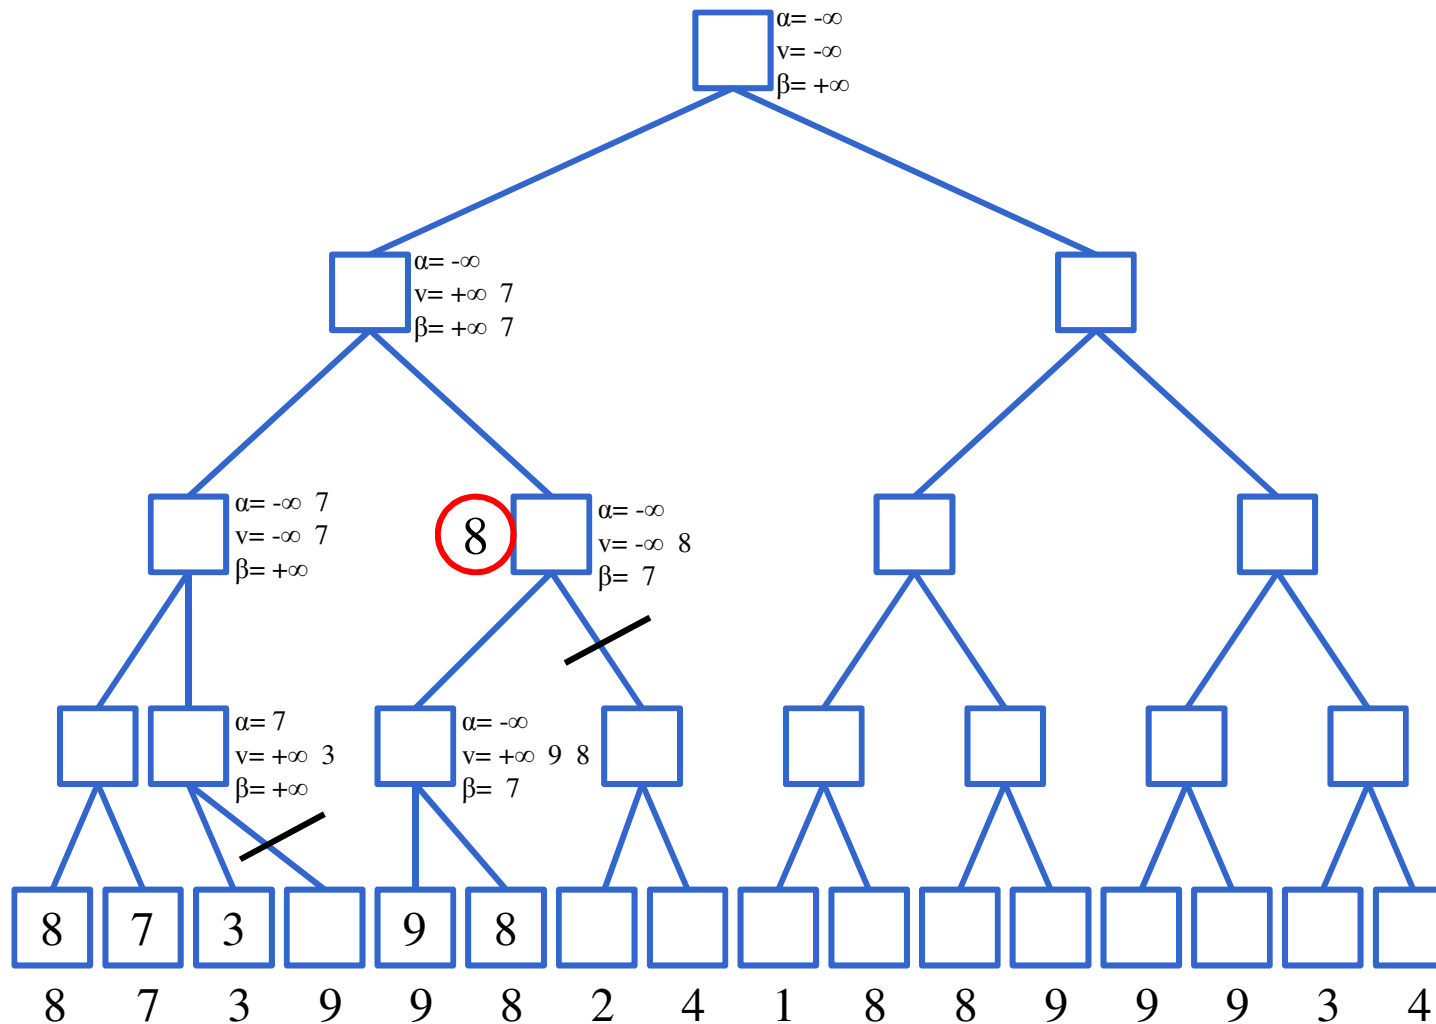 α= -∞
v= -∞
β= +∞
α= -∞
v= +∞ 7
β= +∞ 7
α= -∞ 7
v= -∞ 7
β= +∞
8
α= -∞
v= -∞ 8
β= 7
α= 7
v= +∞ 3
β= +∞
α= -∞
v= +∞ 9 8
β= 7
8 7 3 9 8
8 7 3 9 9 8 2 4 1 8 8 9 9 9 3 4